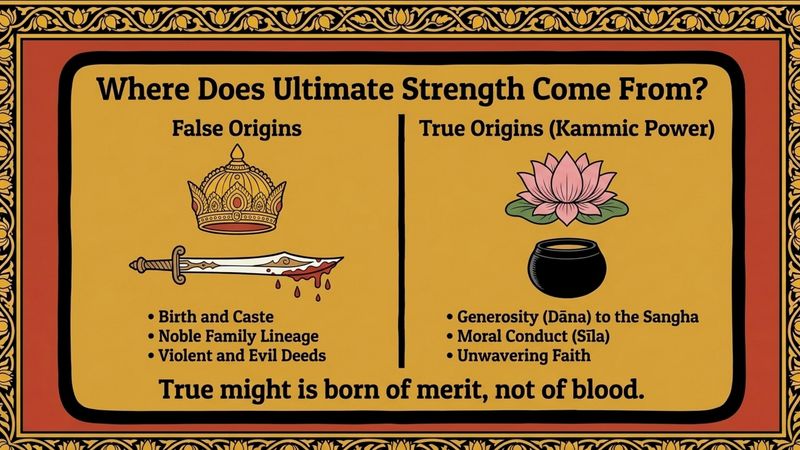 Where Does Ultimate Strength Come From?
False Origins
• Birth and Caste
• Noble Family Lineage
• Violent and Evil Deeds
True Origins (Kammic Power)
• Generosity (Dāna) to the Sangha
• Moral Conduct (Sīla)
• Unwavering Faith
True might is born of merit, not of blood.